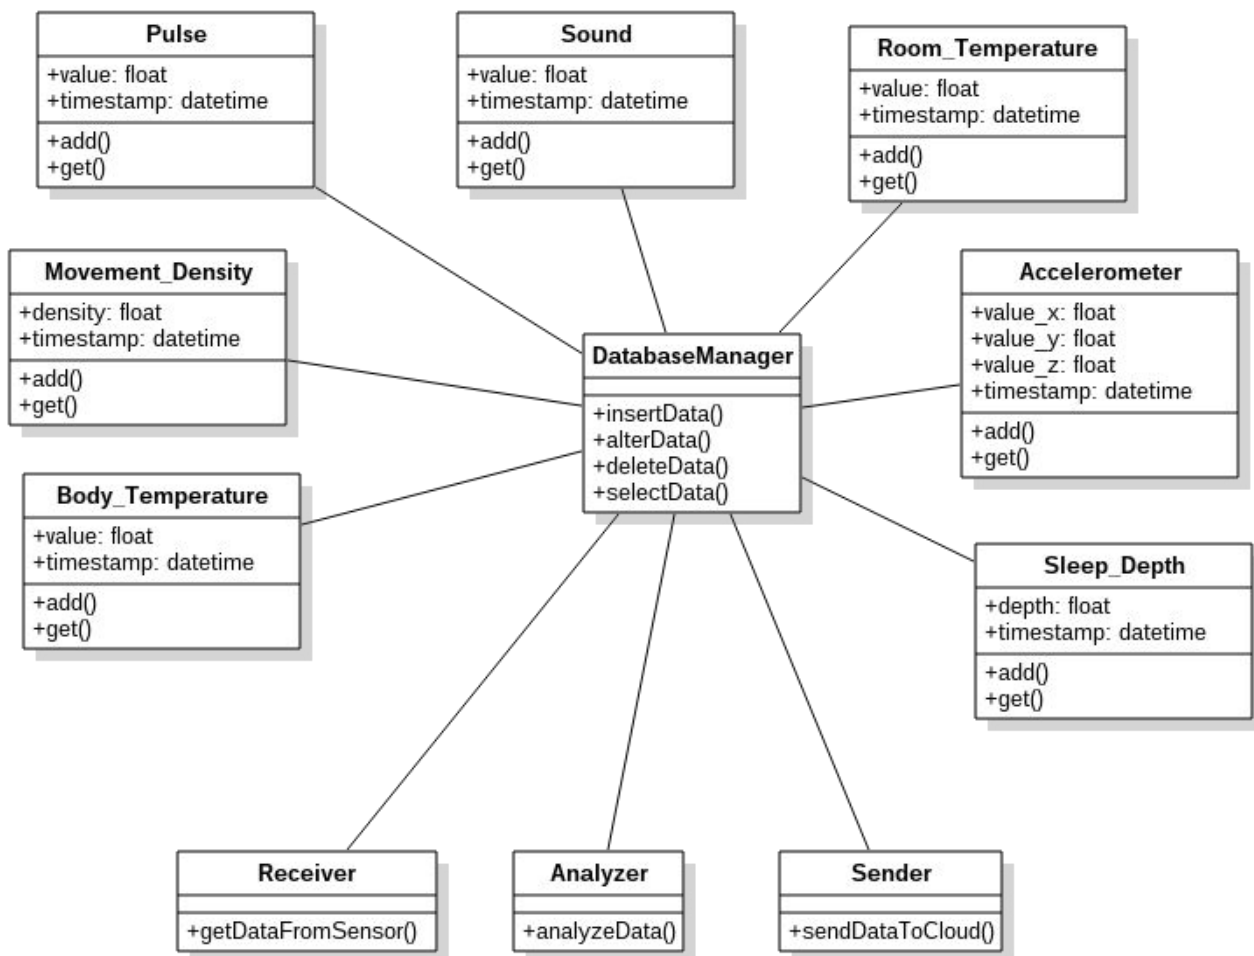 Pulse
+value: float
+timestamp: datetime
+add()
+get()
Sound
+value: float
+timestamp: datetime
+add()
+get()
Room_Temperature
+value: float
+timestamp: datetime
+add()
+get()
Movement_Density
+density: float
+timestamp: datetime
+add()
+get()
DatabaseManager
+insertData()
+alterData()
+deleteData()
+selectData()
Accelerometer
+value_x: float
+value_y: float
+value_z: float
+timestamp: datetime
+add()
+get()
Body_Temperature
+value: float
+timestamp: datetime
+add()
+get()
Sleep_Depth
+depth: float
+timestamp: datetime
+add()
+get()
Receiver
+getDataFromSensor()
Analyzer
+analyzeData()
Sender
+sendDataToCloud()